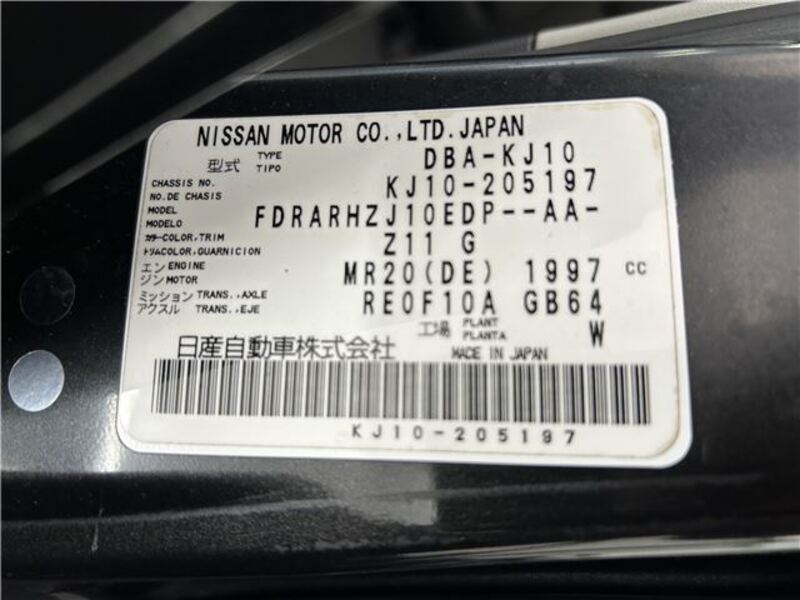 NISSAN MOTOR CO.,LTD.JAPAN
型式 TYPE TIPO DBA-KJ10
CHASSIS NO. NO.DE CHASIS KJ10-205197
MODEL MODELO FDRARHZJ10EDP--AA-
カラー COLOR,TRIM トリム COLOR,GUARNICION Z11 G
エンジン ENGINE MOTOR MR20(DE) 1997 CC
ミッション TRANS.,AXLE アクスル TRANS.,EJE RE0F10A GB64
工場 PLANT PLANTA W
日産自動車株式会社 MADE IN JAPAN
KJ10-205197